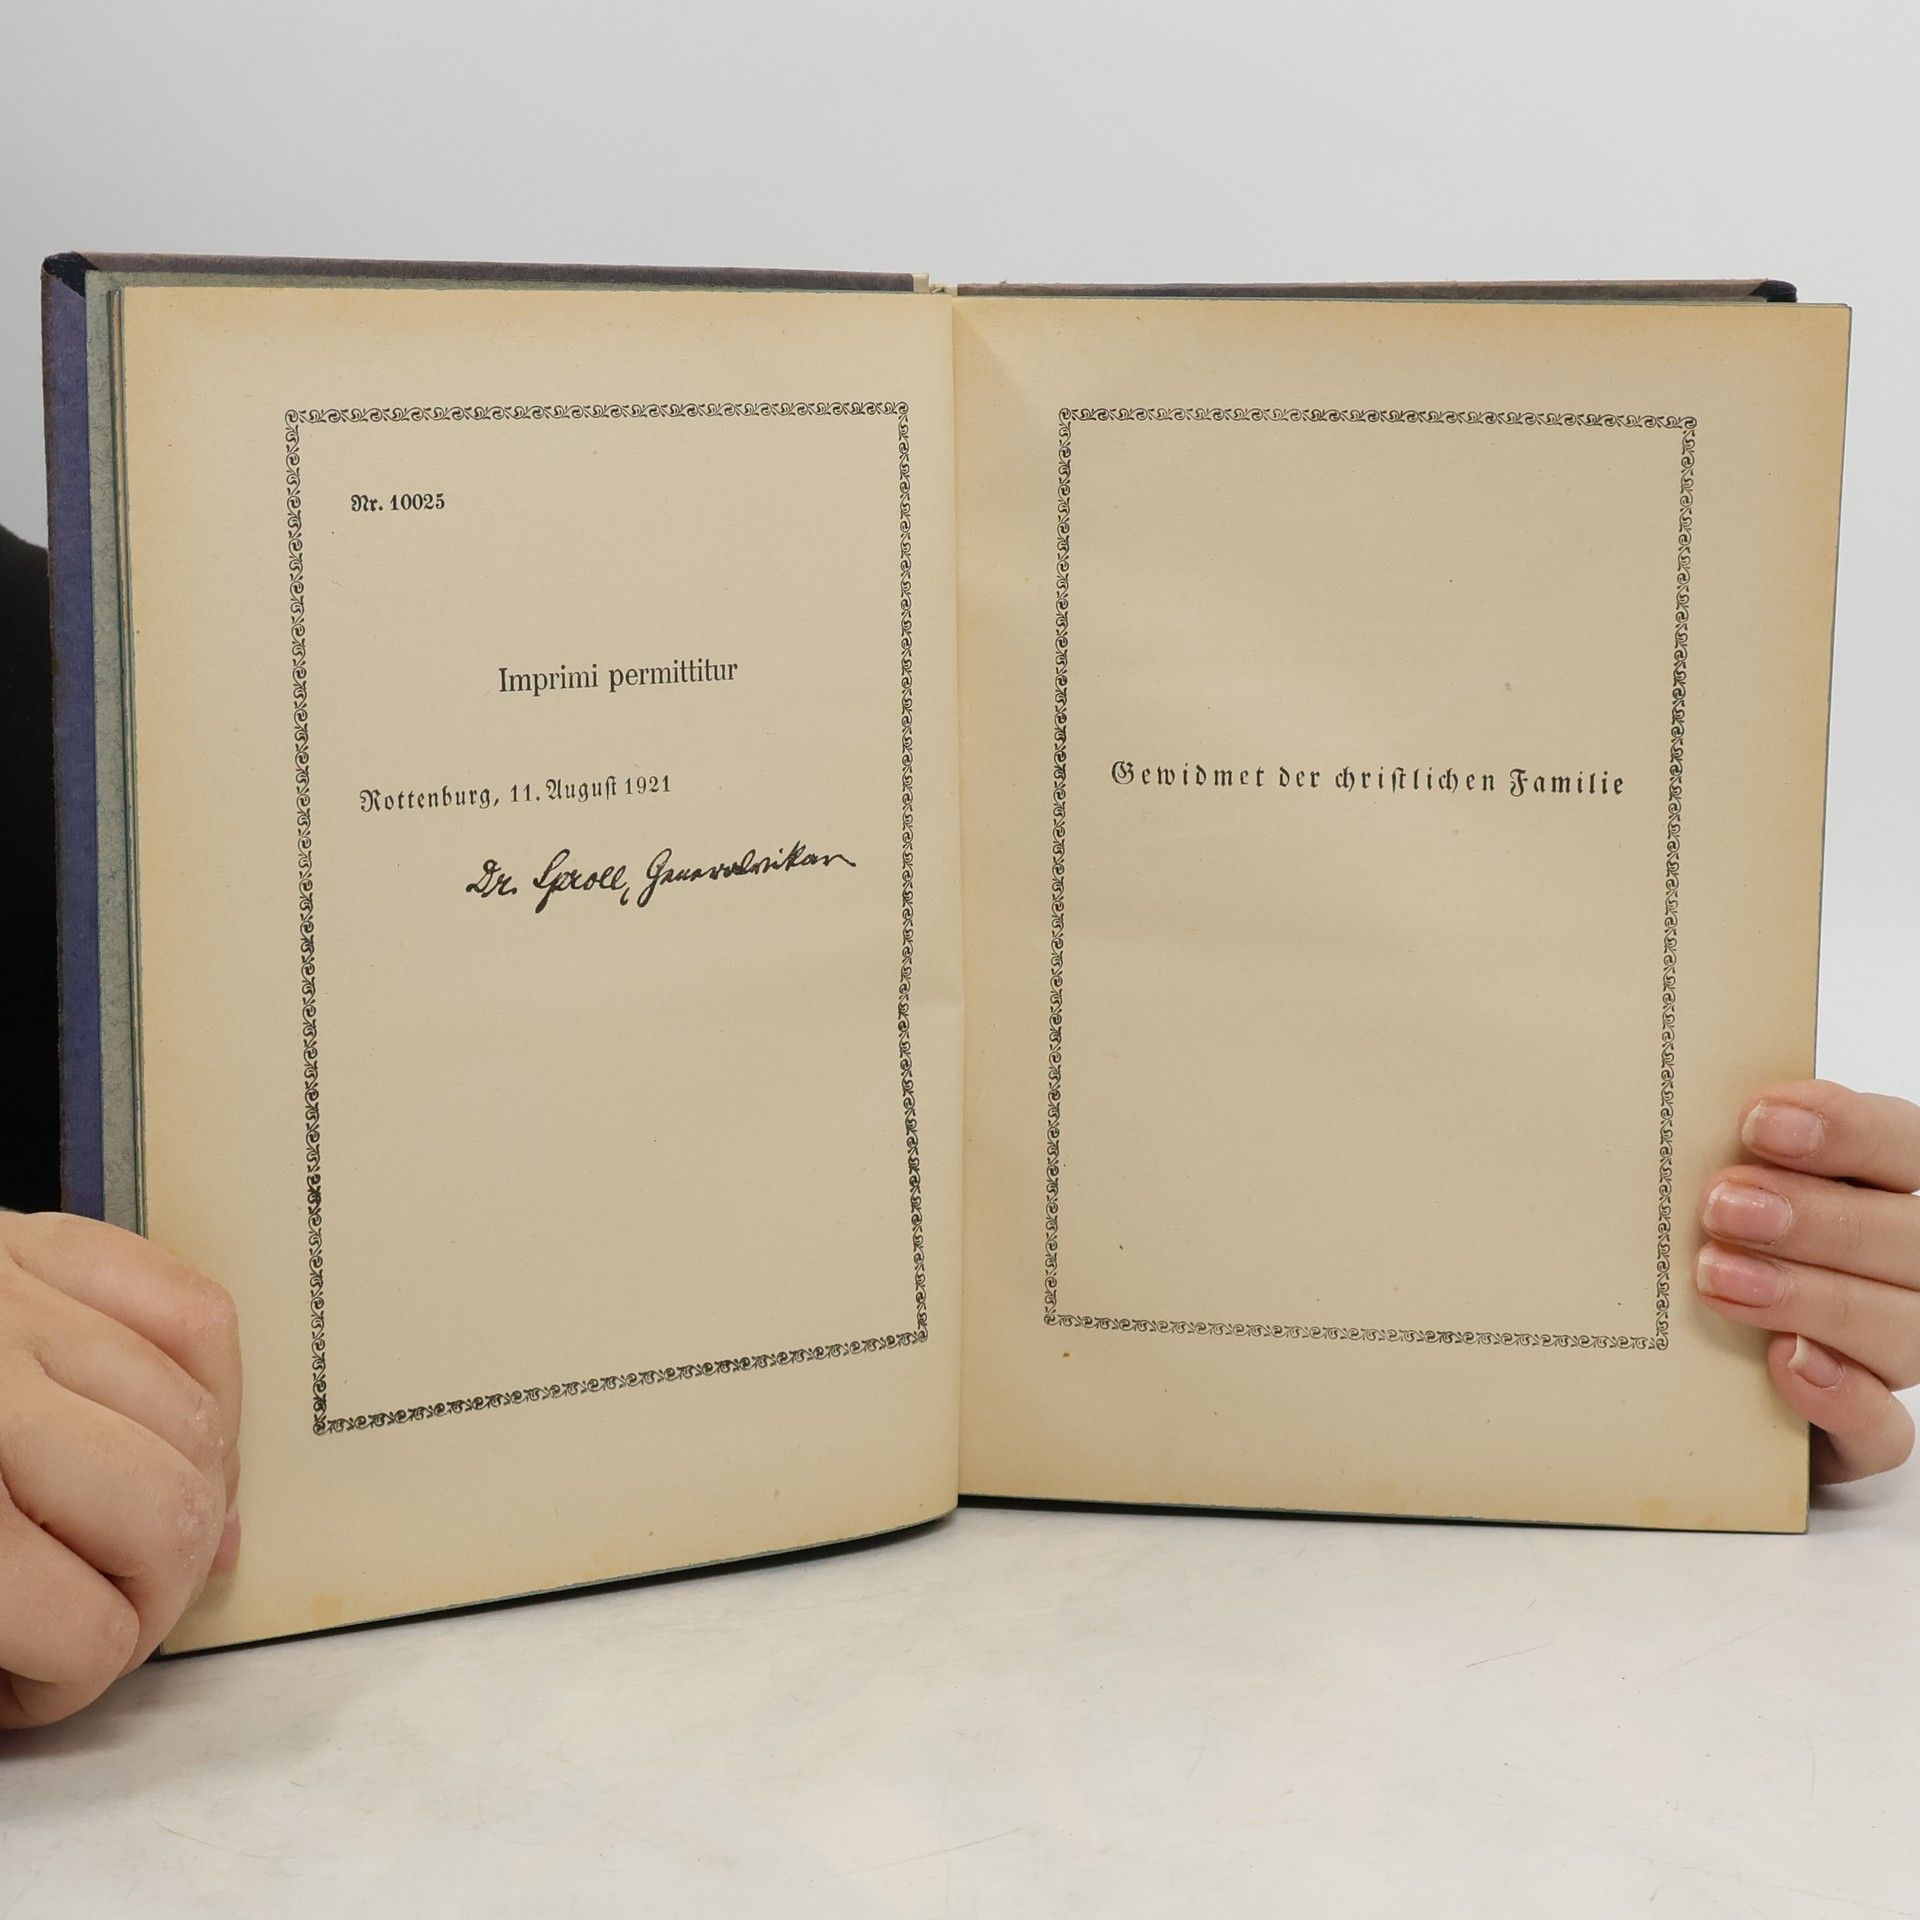 Nr. 10025
Imprimi permittitur
Rottenburg, 11. Auguſt 1921
Dr. Sproll, Generalvikar
Gewidmet der chriſtlichen Familie